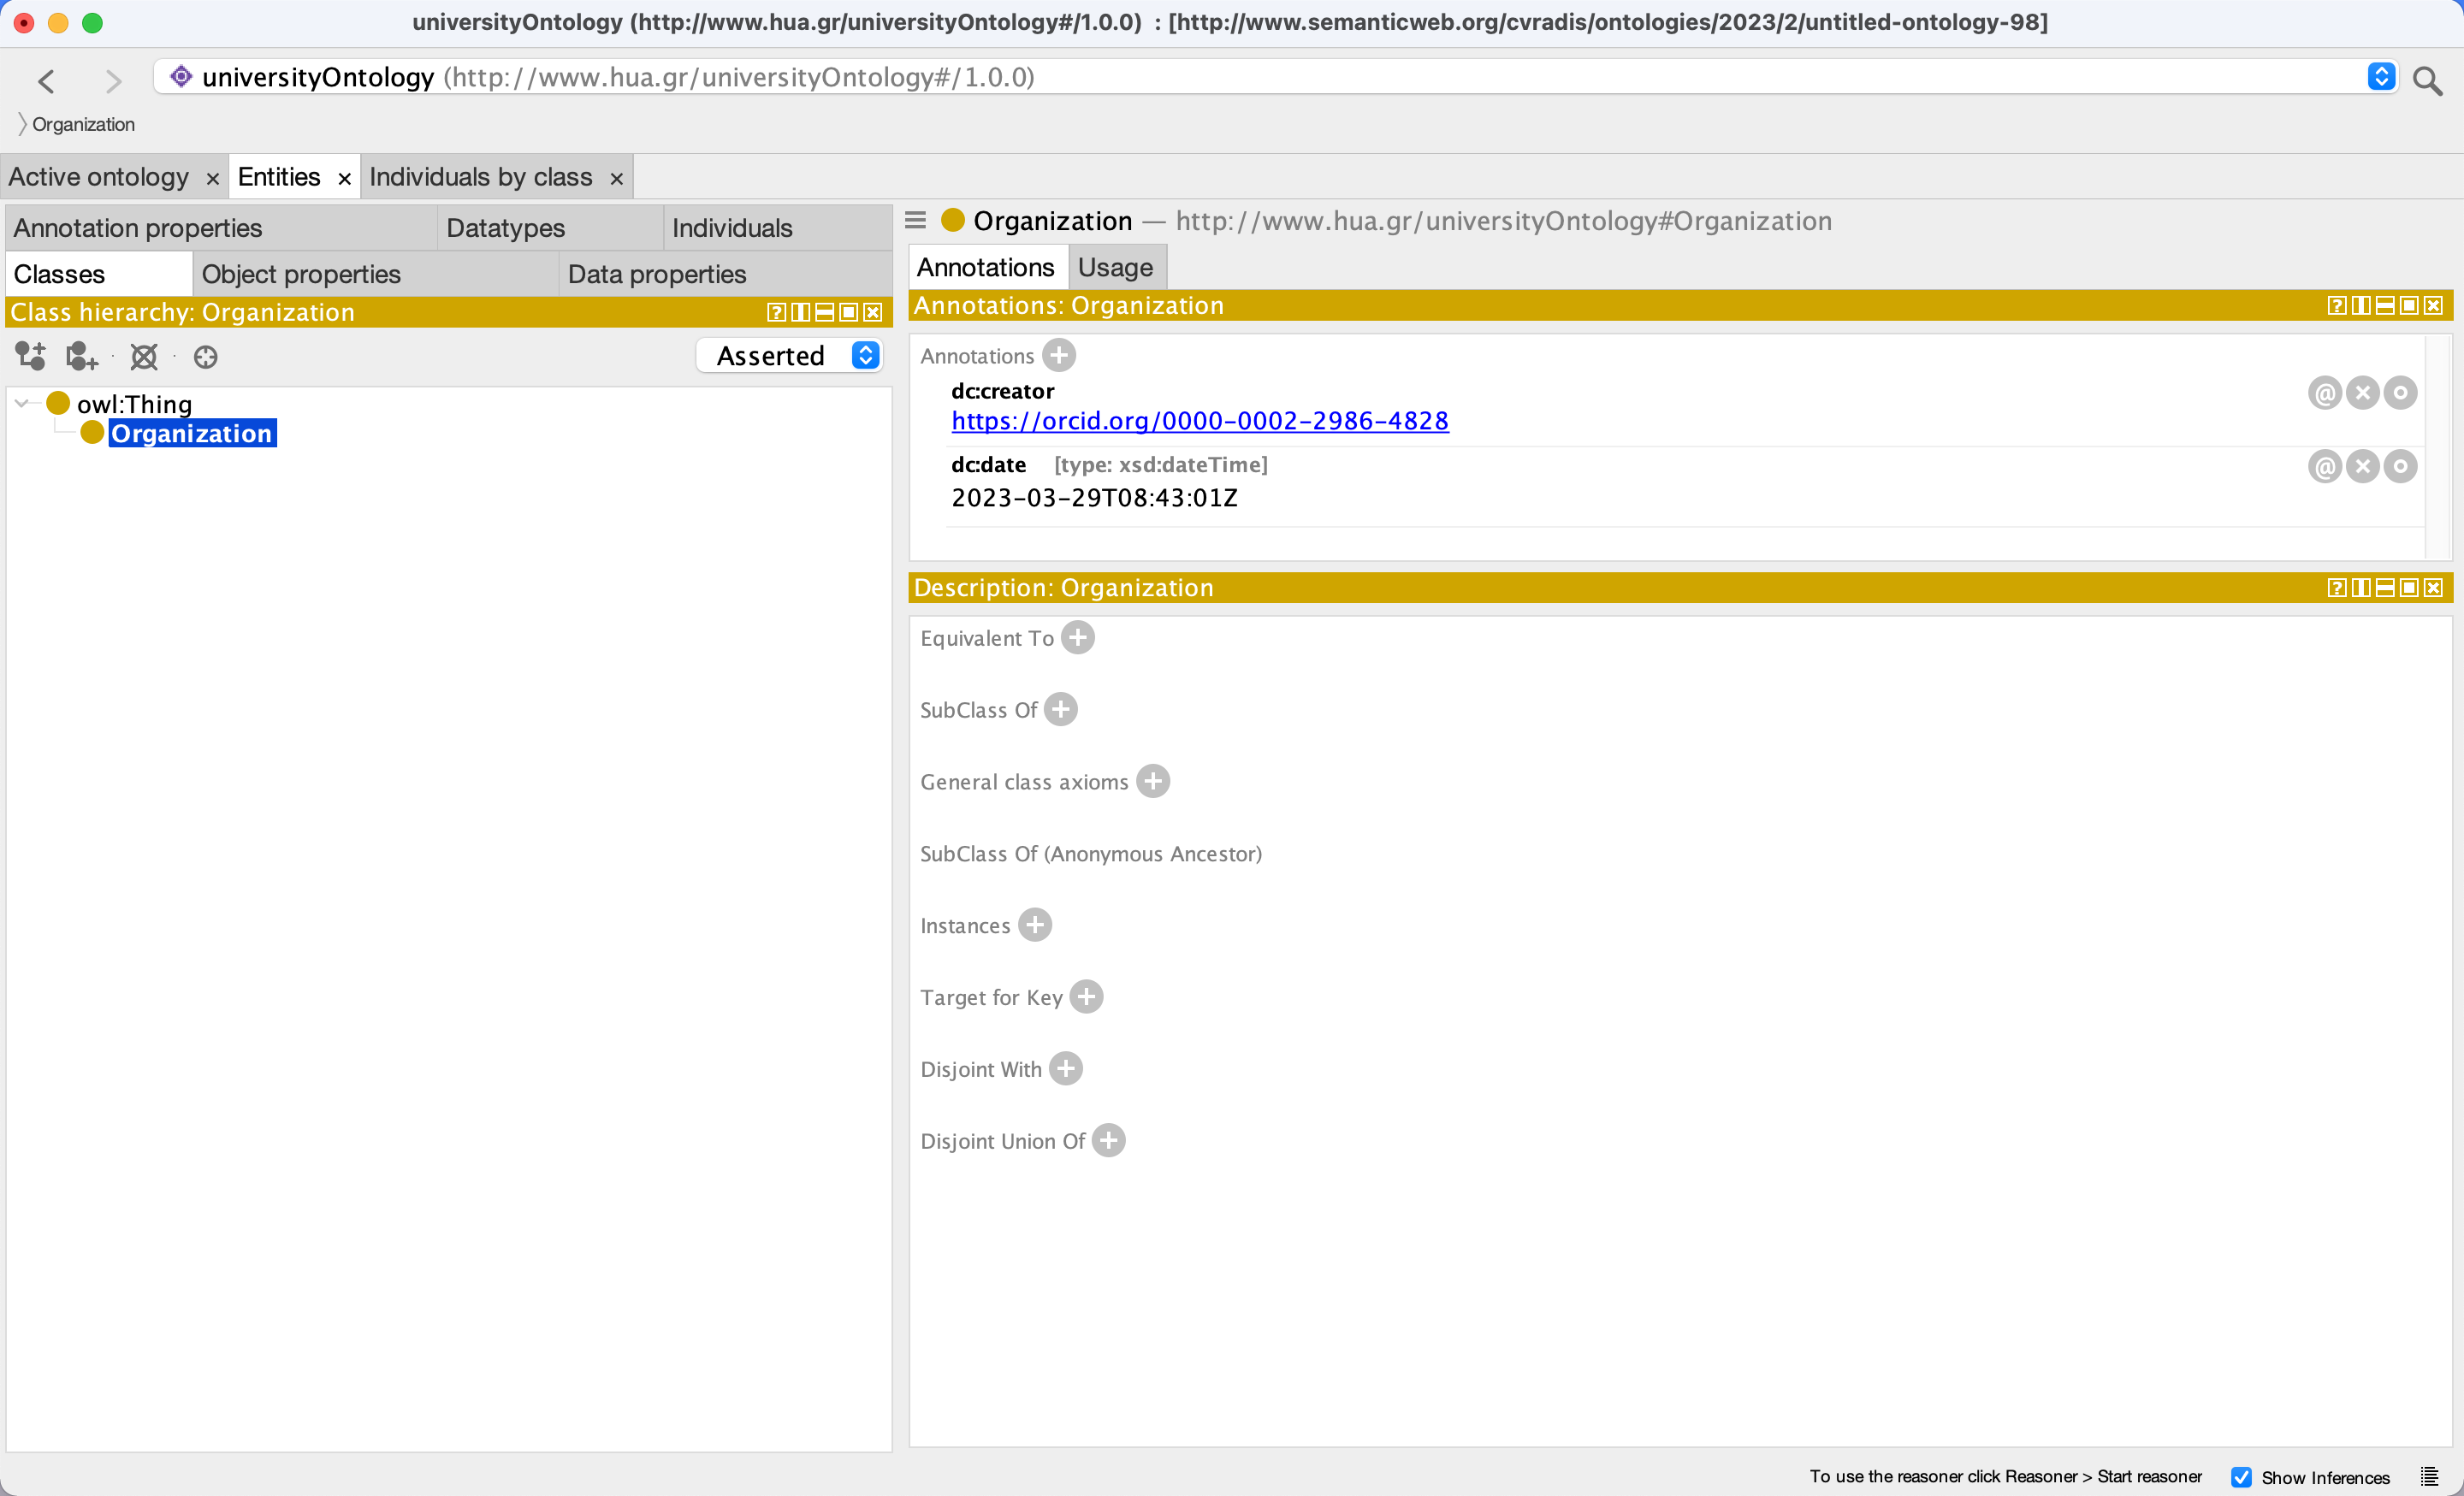 universityOntology (http://www.hua.gr/universityOntology#/1.0.0)  : [http://www.semanticweb.org/cvradis/ontologies/2023/2/untitled-ontology-98]
universityOntology (http://www.hua.gr/universityOntology#/1.0.0)
Organization
Active ontology × Entities × Individuals by class ×
Annotation properties Datatypes Individuals
Classes Object properties Data properties
Class hierarchy: Organization
Asserted
owl:Thing
Organization
Organization — http://www.hua.gr/universityOntology#Organization
Annotations Usage
Annotations: Organization
Annotations
dc:creator
https://orcid.org/0000-0002-2986-4828
dc:date [type: xsd:dateTime]
2023-03-29T08:43:01Z
Description: Organization
Equivalent To
SubClass Of
General class axioms
SubClass Of (Anonymous Ancestor)
Instances
Target for Key
Disjoint With
Disjoint Union Of
To use the reasoner click Reasoner > Start reasoner Show Inferences